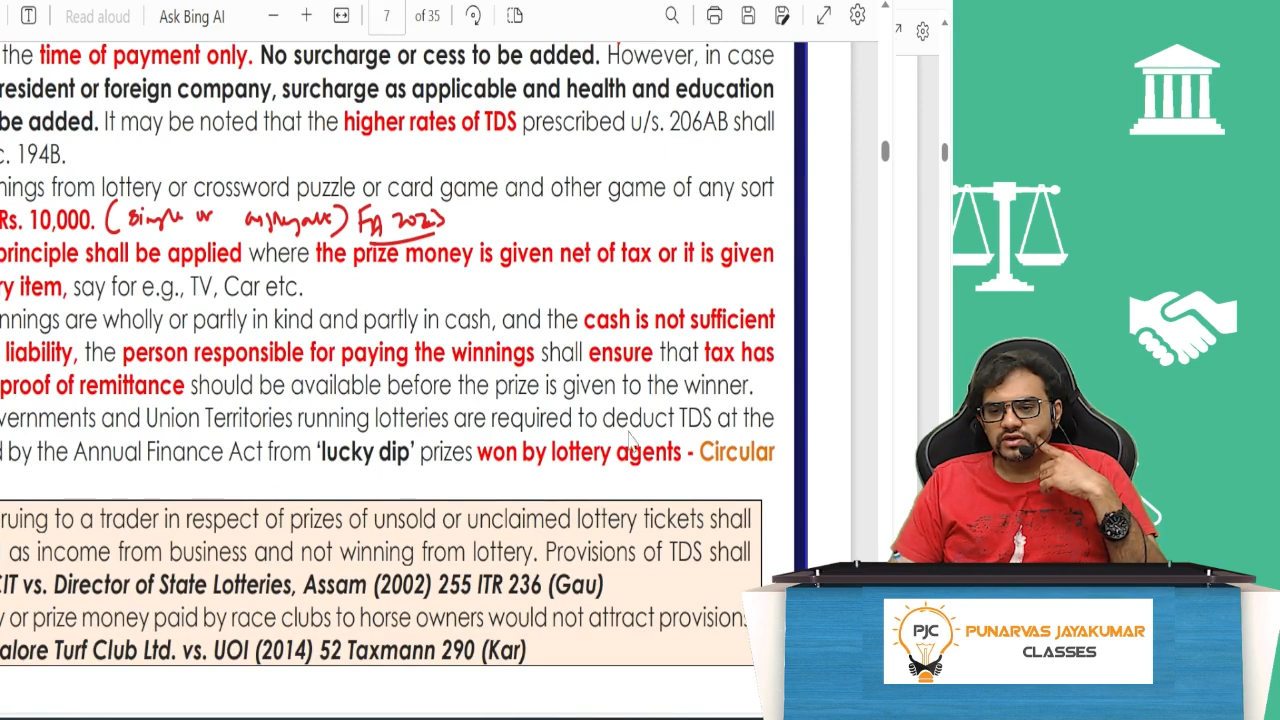 Read aloud
Ask Bing AI
7
of 35
the time of payment only. No surcharge or cess to be added. However, in case
resident or foreign company, surcharge as applicable and health and education
be added. It may be noted that the higher rates of TDS prescribed u/s. 206AB shall
c. 194B.
nings from lottery or crossword puzzle or card game and other game of any sort
Rs. 10,000. (single or aggregate) FA 2023
principle shall be applied where the prize money is given net of tax or it is given
ry item, say for e.g., TV, Car etc.
nnings are wholly or partly in kind and partly in cash, and the cash is not sufficient
liability, the person responsible for paying the winnings shall ensure that tax has
proof of remittance should be available before the prize is given to the winner.
overnments and Union Territories running lotteries are required to deduct TDS at the
d by the Annual Finance Act from ‘lucky dip’ prizes won by lottery agents - Circular
ruing to a trader in respect of prizes of unsold or unclaimed lottery tickets shall
as income from business and not winning from lottery. Provisions of TDS shall
CIT vs. Director of State Lotteries, Assam (2002) 255 ITR 236 (Gau)
y or prize money paid by race clubs to horse owners would not attract provisions
alore Turf Club Ltd. vs. UOI (2014) 52 Taxmann 290 (Kar)
PJC
PUNARVAS JAYAKUMAR
CLASSES